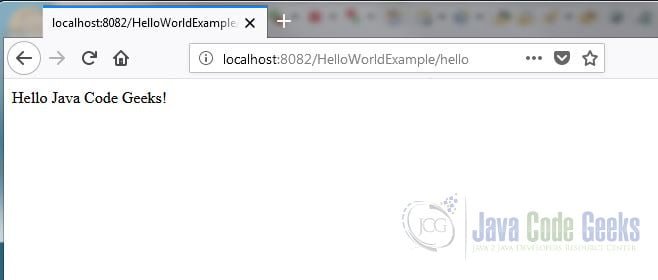 localhost:8082/HelloWorldExample
localhost:8082/HelloWorldExample/hello
Hello Java Code Geeks!
JCG
Java Code Geeks
JAVA 2 JAVA DEVELOPERS RESOURCE CENTER